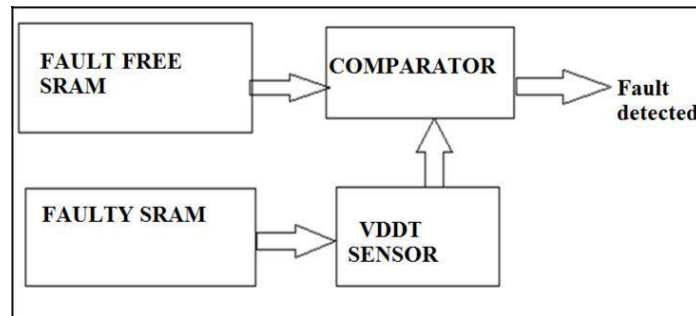 FAULT FREE
SRAM
COMPARATOR
Fault
detected
FAULTY SRAM
VDDT
SENSOR